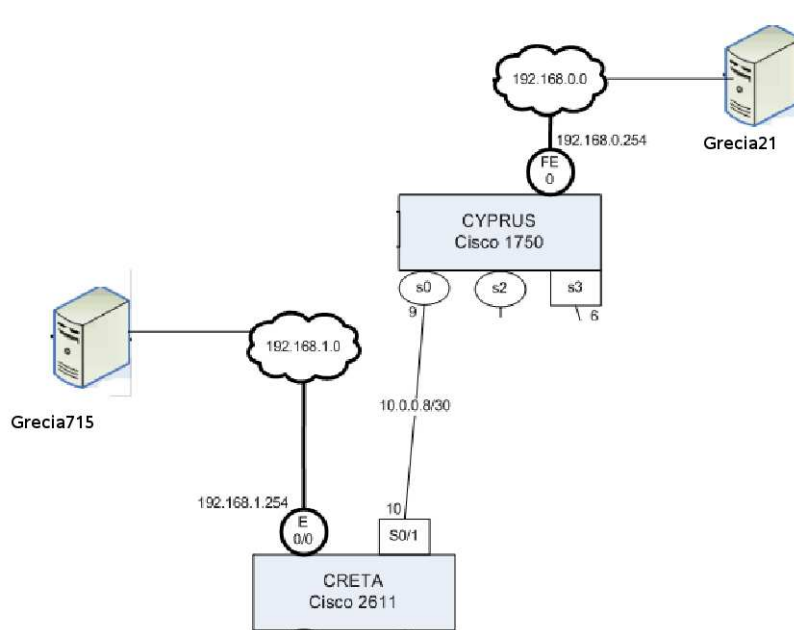 192.168.0.0
Grecia21
192.168.0.254
FE
0
CYPRUS
Cisco 1750
s0
s2
s3
9
6
192.168.1.0
Grecia715
10.0.0.8/30
192.168.1.254
10
E
0/0
S0/1
CRETA
Cisco 2611